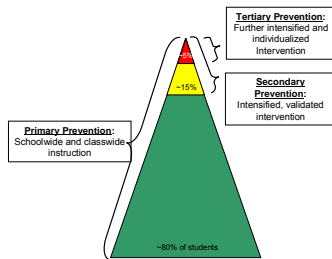 Tertiary Prevention:
Further intensified and
individualized
Intervention
~5%
Secondary
Prevention:
Intensified, validated
intervention
~15%
Primary Prevention:
Schoolwide and classwide
instruction
~80% of students